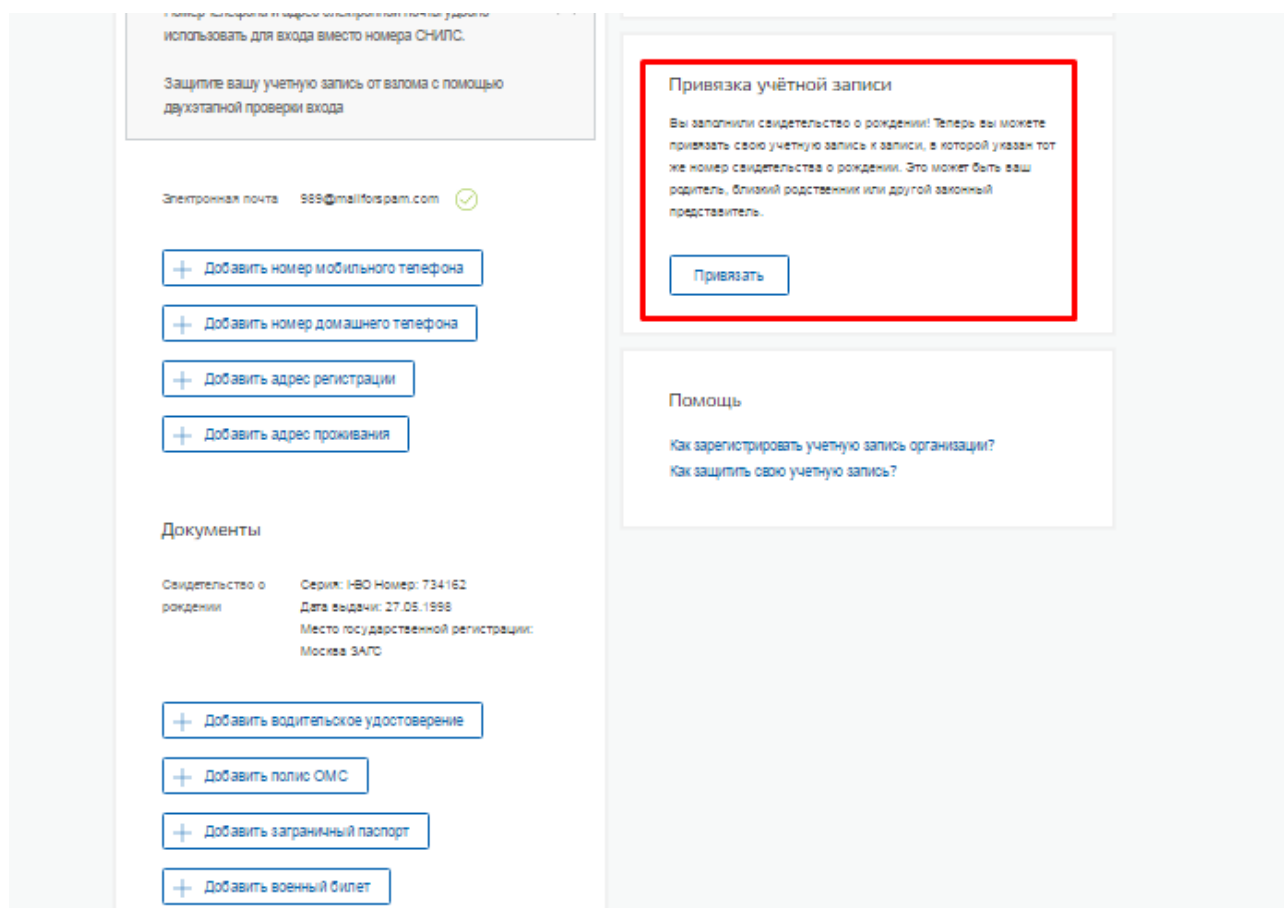 использовать для входа вместо номера СНИЛС.
Защитите вашу учетную запись от взлома с помощью
двухэтапной проверки входа
Электронная почта 989@mailforspam.com
Добавить номер мобильного телефона
Добавить номер домашнего телефона
Добавить адрес регистрации
Добавить адрес проживания
Документы
Свидетельство о рождении
Серия: I-ВО Номер: 734162
Дата выдачи: 27.05.1998
Место государственной регистрации:
Москва ЗАГС
Добавить водительское удостоверение
Добавить полис ОМС
Добавить заграничный паспорт
Добавить военный билет
Привязка учётной записи
Вы заполнили свидетельство о рождении! Теперь вы можете
привязать свою учетную запись к записи, в которой указан тот
же номер свидетельства о рождении. Это может быть ваш
родитель, близкий родственник или другой законный
представитель.
Привязать
Помощь
Как зарегистрировать учетную запись организации?
Как защитить свою учетную запись?